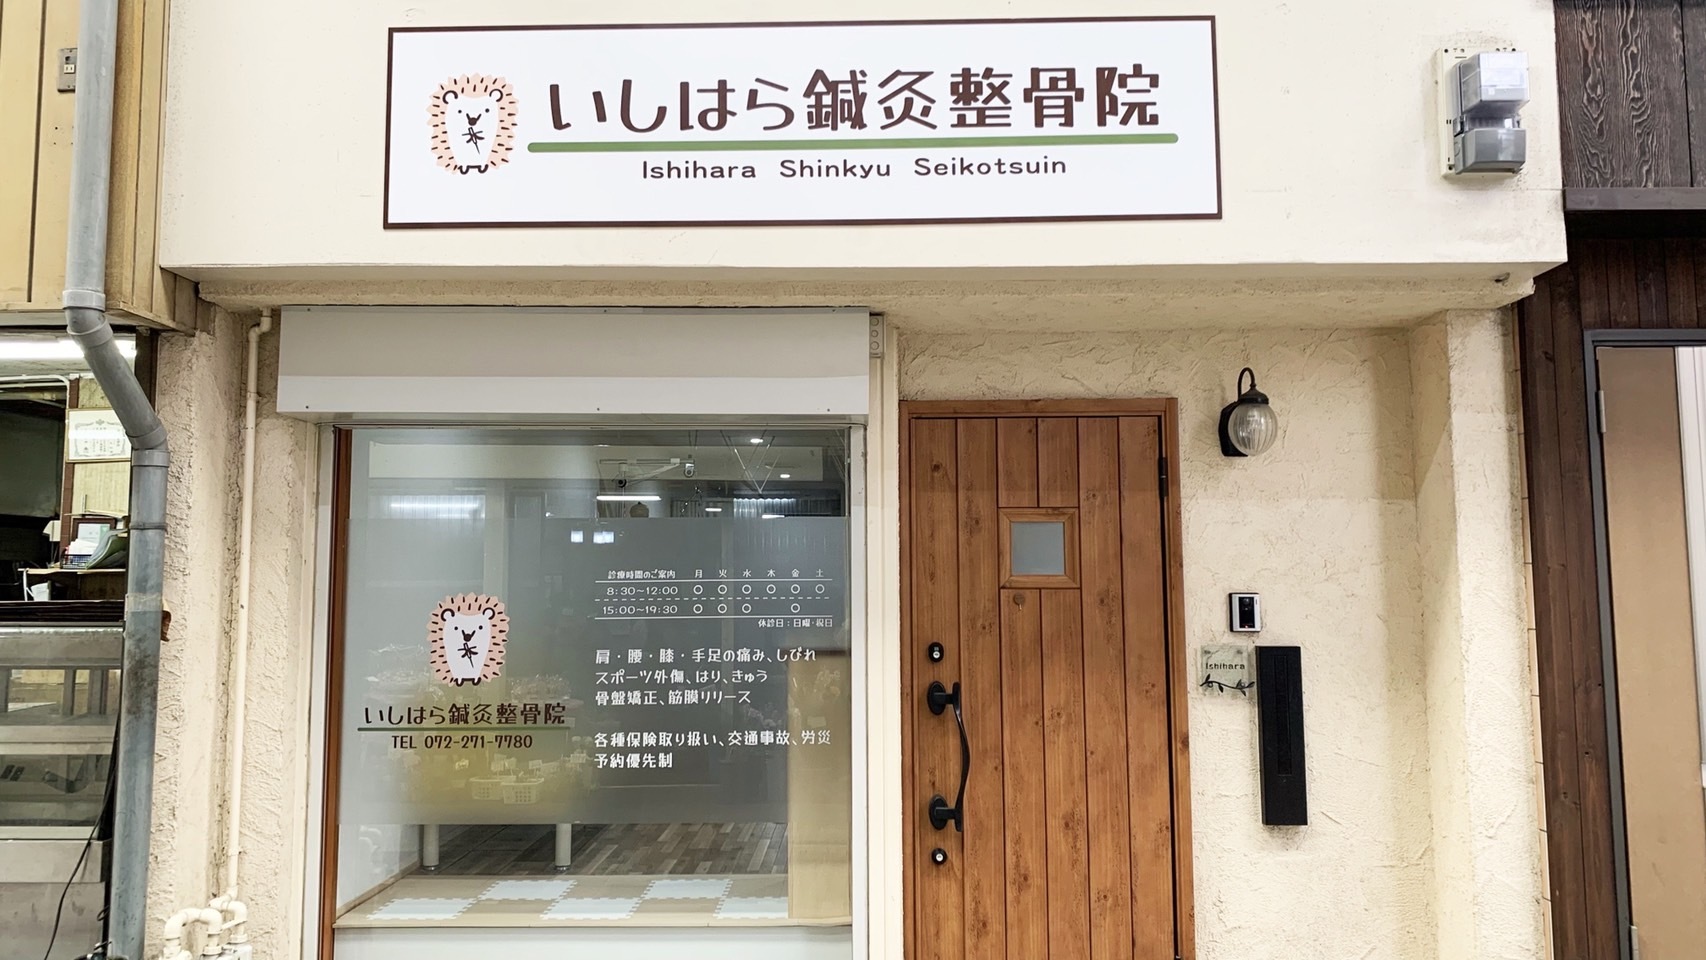 いしはら鍼灸整骨院
Ishihara Shinkyu Seikotsuin
診療時間のご案内 月 火 水 木 金 土
8:30~12:00 ○ ○ ○ ○ ○ ○
15:00~19:30 ○ ○ ○ ○
休診日:日曜・祝日
肩・腰・膝・手足の痛み、しびれ
スポーツ外傷、はり、きゅう
骨盤矯正、筋膜リリース
各種保険取り扱い、交通事故、労災
予約優先制
いしはら鍼灸整骨院
TEL 072-271-7780
Ishihara